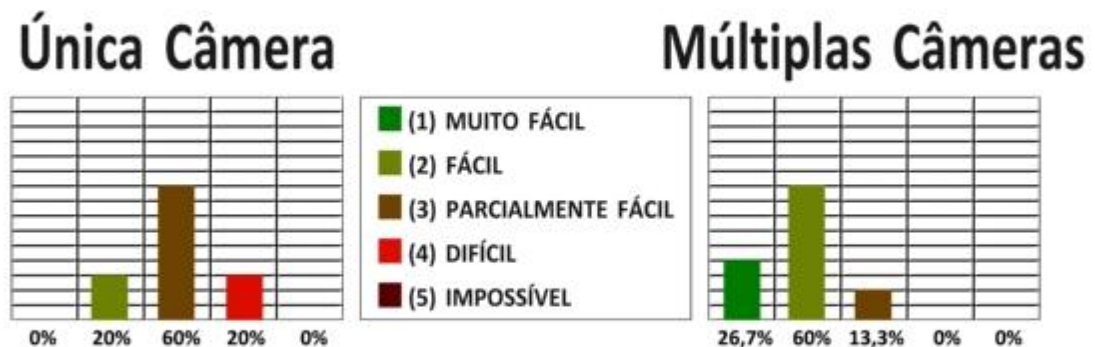 Única Câmera
Múltiplas Câmeras
(1) MUITO FÁCIL
(2) FÁCIL
(3) PARCIALMENTE FÁCIL
(4) DIFÍCIL
(5) IMPOSSÍVEL
0% 20% 60% 20% 0%
26,7% 60% 13,3% 0% 0%